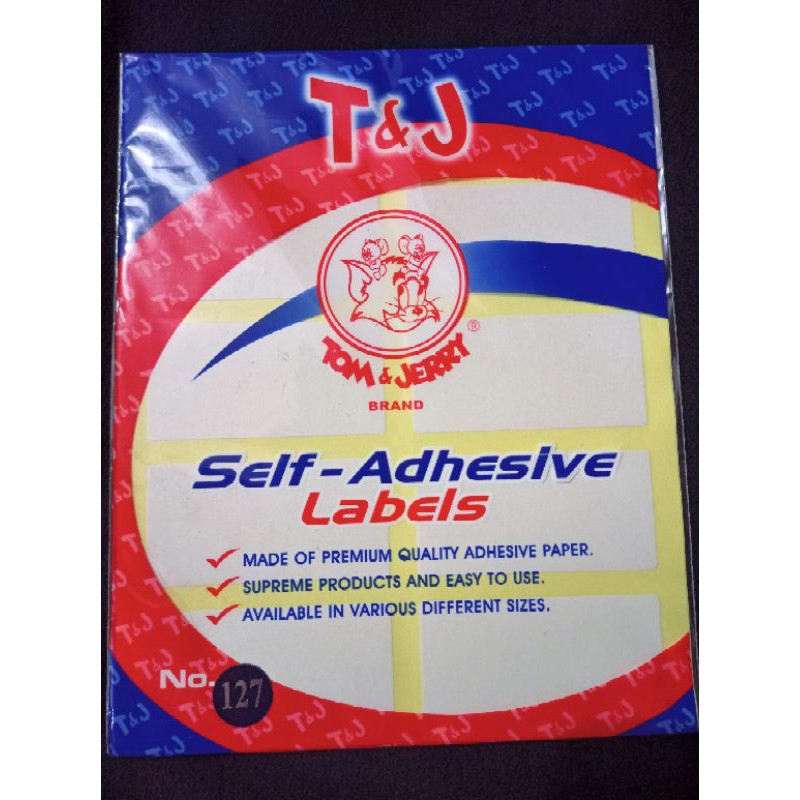 T&J
TOM & JERRY ®
BRAND
Self-Adhesive
Labels
MADE OF PREMIUM QUALITY ADHESIVE PAPER.
SUPREME PRODUCTS AND EASY TO USE.
AVAILABLE IN VARIOUS DIFFERENT SIZES.
No. 127